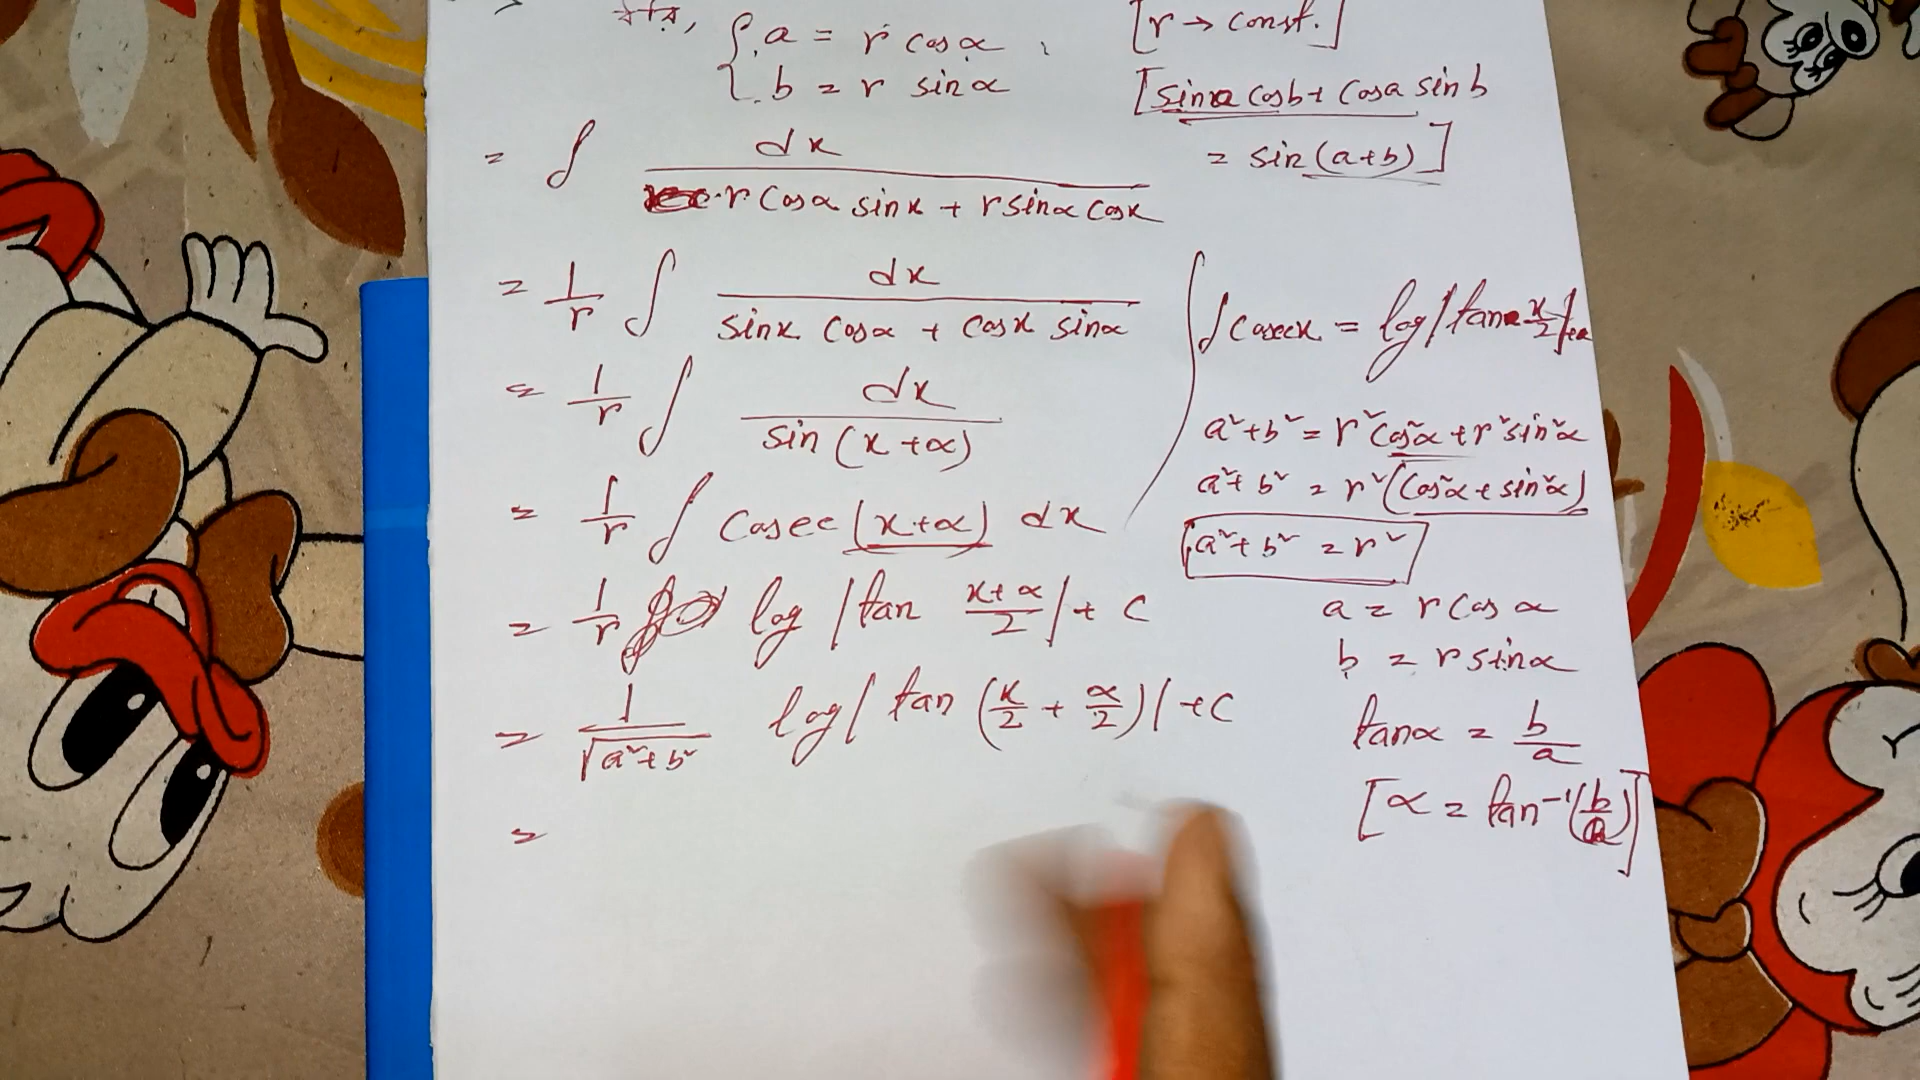 ধরি, { a = r cos α , [r → const.]
b = r sin α [sin a cos b + cos a sin b
= ∫ dx / (r cos α sin x + r sin α cos x) = sin (a+b)]
= 1/r ∫ dx / (sin x cos α + cos x sin α)
∫ cosec x = log |tan x/2| + c
= 1/r ∫ dx / sin (x + α)
a² + b² = r² cos² α + r² sin² α
a² + b² = r² (cos² α + sin² α)
= 1/r ∫ cosec (x + α) dx
a² + b² = r²
= 1/r log |tan (x + α)/2| + C
a = r cos α
b = r sin α
= 1/√(a² + b²) log | tan (x/2 + α/2) | + C
tan α = b/a
[α = tan⁻¹ (b/a)]
=